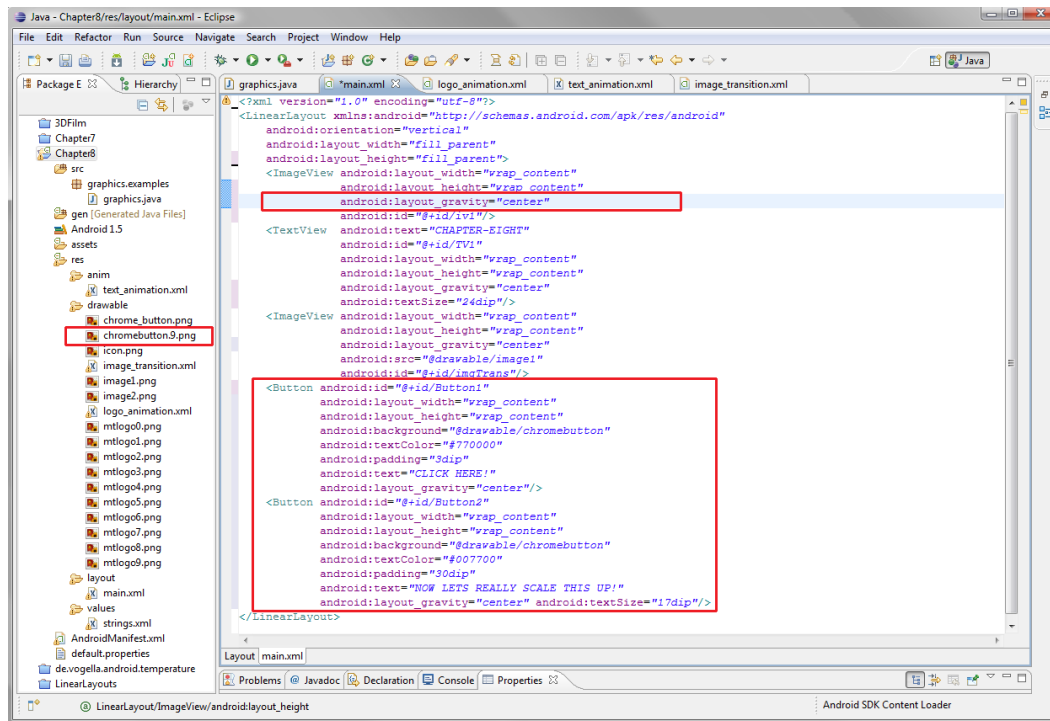 Java - Chapter8/res/layout/main.xml - Eclipse
File Edit Refactor Run Source Navigate Search Project Window Help
Java
Package E Hierarchy
3DFilm
Chapter7
Chapter8
src
graphics.examples
graphics.java
gen [Generated Java Files]
Android 1.5
assets
res
anim
text_animation.xml
drawable
chrome_button.png
chromebutton.9.png
icon.png
image_transition.xml
image1.png
image2.png
logo_animation.xml
mtlogo0.png
mtlogo1.png
mtlogo2.png
mtlogo3.png
mtlogo4.png
mtlogo5.png
mtlogo6.png
mtlogo7.png
mtlogo8.png
mtlogo9.png
layout
main.xml
values
strings.xml
AndroidManifest.xml
default.properties
de.vogella.android.temperature
LinearLayouts
graphics.java *main.xml logo_animation.xml text_animation.xml image_transition.xml
<?xml version="1.0" encoding="utf-8"?>
<LinearLayout xmlns:android="http://schemas.android.com/apk/res/android"
android:orientation="vertical"
android:layout_width="fill_parent"
android:layout_height="fill_parent">
<ImageView android:layout_width="wrap_content"
android:layout_height="wrap_content"
android:layout_gravity="center"
android:id="@+id/iv1"/>
<TextView android:text="CHAPTER-EIGHT"
android:id="@+id/TV1"
android:layout_width="wrap_content"
android:layout_height="wrap_content"
android:layout_gravity="center"
android:textSize="24dip"/>
<ImageView android:layout_width="wrap_content"
android:layout_height="wrap_content"
android:layout_gravity="center"
android:src="@drawable/image1"
android:id="@+id/imgTrans"/>
<Button android:id="@+id/Button1"
android:layout_width="wrap_content"
android:layout_height="wrap_content"
android:background="@drawable/chromebutton"
android:textColor="#770000"
android:padding="3dip"
android:text="CLICK HERE!"
android:layout_gravity="center"/>
<Button android:id="@+id/Button2"
android:layout_width="wrap_content"
android:layout_height="wrap_content"
android:background="@drawable/chromebutton"
android:textColor="#007700"
android:padding="30dip"
android:text="NOW LETS REALLY SCALE THIS UP!"
android:layout_gravity="center" android:textSize="17dip"/>
</LinearLayout>
Layout main.xml
Problems @ Javadoc Declaration Console Properties
LinearLayout/ImageView/android:layout_height
Android SDK Content Loader